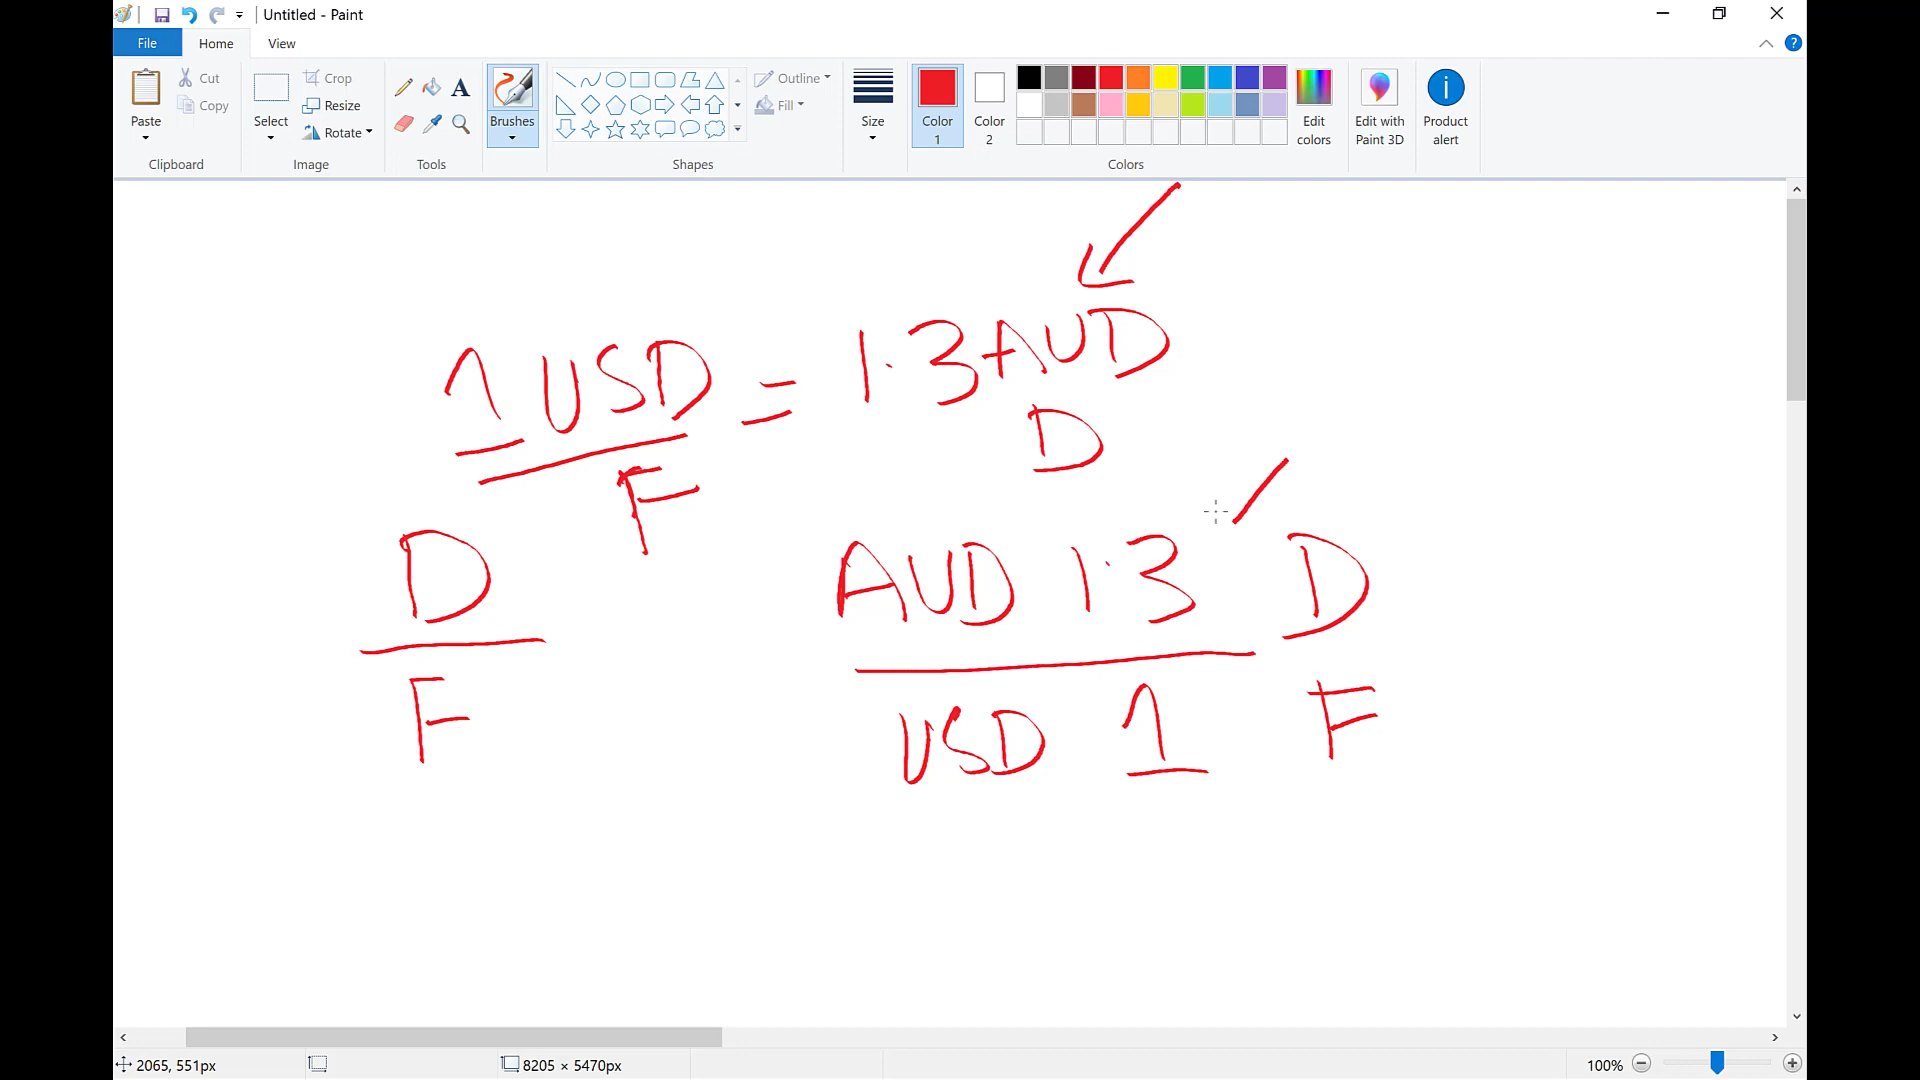 Untitled - Paint
File Home View
Paste Cut Copy Clipboard
Select Crop Resize Rotate Image
Tools
Brushes
Shapes Outline Fill
Size
Color 1 Color 2 Edit colors Colors
Edit with Paint 3D
Product alert
1 USD = 1.3 AUD
F D
D AUD 1.3 D
F USD 1 F
2065, 551px 8205 × 5470px 100%